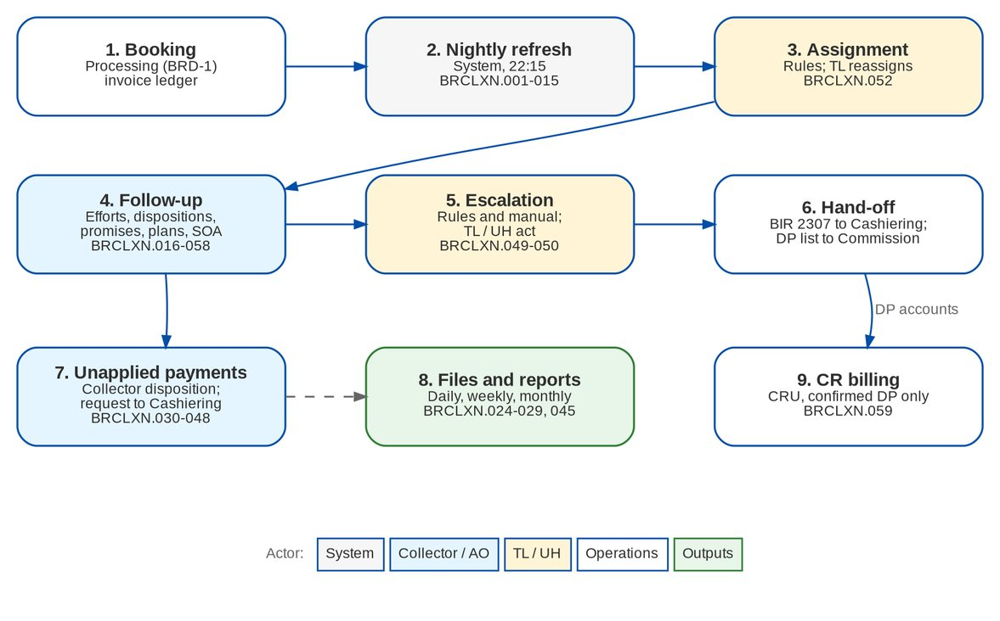 1. Booking
Processing (BRD-1)
invoice ledger
2. Nightly refresh
System, 22:15
BRCLXN.001-015
3. Assignment
Rules; TL reassigns
BRCLXN.052
4. Follow-up
Efforts, dispositions,
promises, plans, SOA
BRCLXN.016-058
5. Escalation
Rules and manual;
TL / UH act
BRCLXN.049-050
6. Hand-off
BIR 2307 to Cashiering;
DP list to Commission
DP accounts
7. Unapplied payments
Collector disposition;
request to Cashiering
BRCLXN.030-048
8. Files and reports
Daily, weekly, monthly
BRCLXN.024-029, 045
9. CR billing
CRU, confirmed DP only
BRCLXN.059
Actor: System Collector / AO TL / UH Operations Outputs